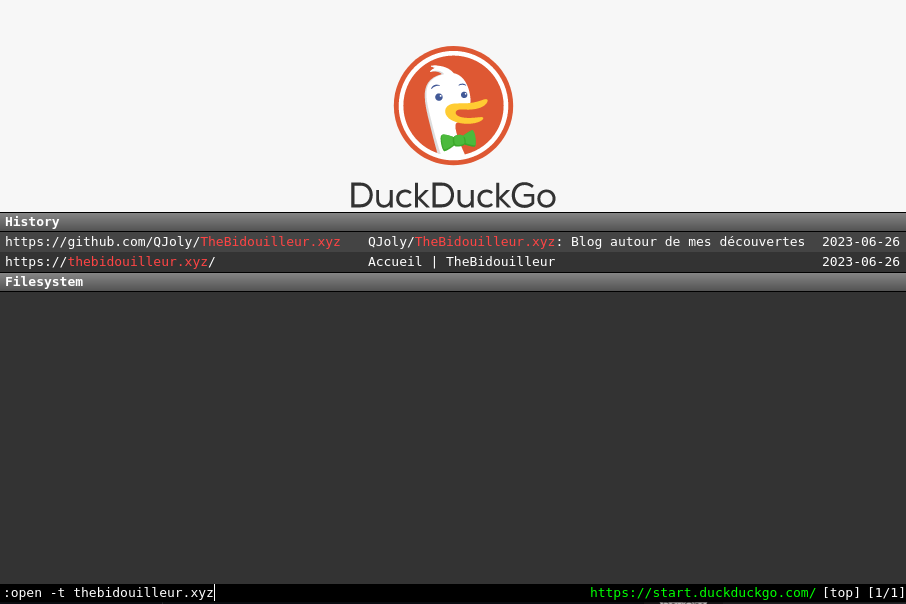 DuckDuckGo
History
https://github.com/QJoly/TheBidouilleur.xyz QJoly/TheBidouilleur.xyz: Blog autour de mes découvertes 2023-06-26
https://thebidouilleur.xyz/ Accueil | TheBidouilleur 2023-06-26
Filesystem
:open -t thebidouilleur.xyz https://start.duckduckgo.com/ [top] [1/1]